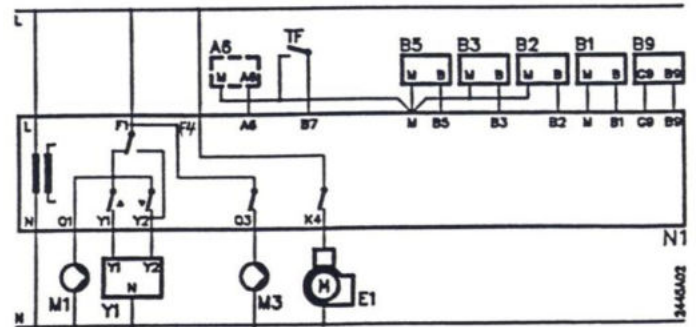 L
A6 TF B5 B3 B2 B1 B9
M A6 M B M B M B M B C9 B9
L F1 F4 A6 B7 M B5 B3 B2 M B1 C9 B9
N Q1 Y1 Y2 Q3 K4
N1
Y1 Y2
N M
M1 Y1 M3 E1
N
2445A02